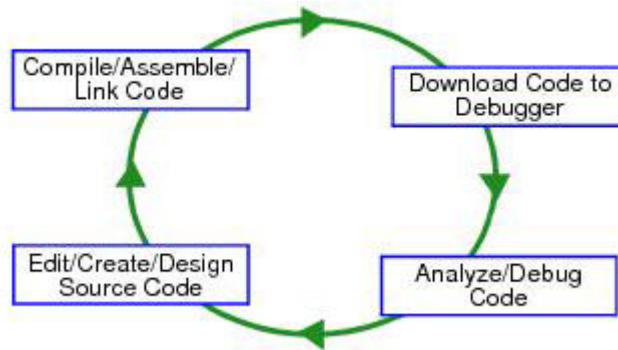 Compile/Assemble/
Link Code
Download Code to
Debugger
Edit/Create/Design
Source Code
Analyze/Debug
Code